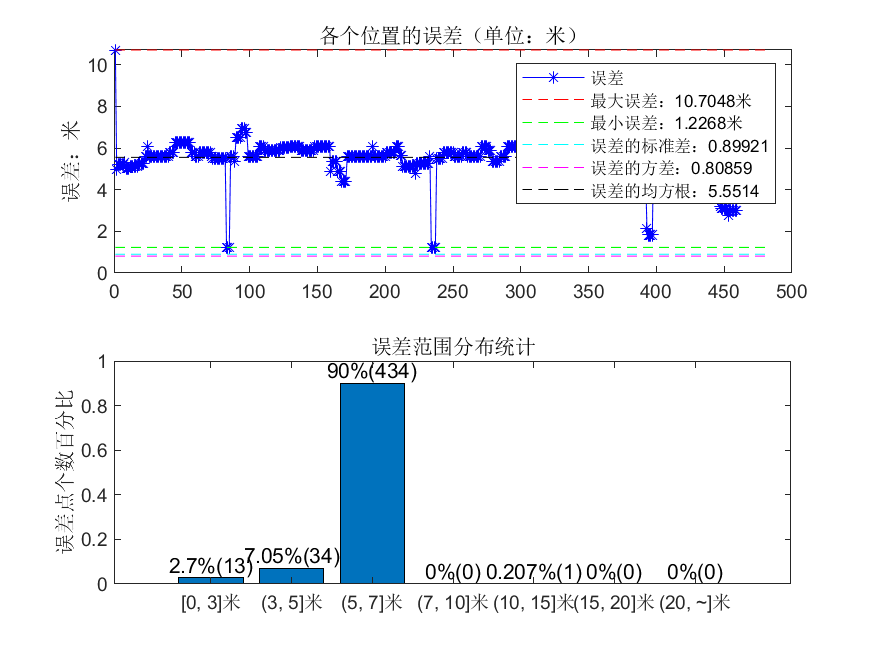 各个位置的误差（单位：米）
误差：米
10
8
6
4
2
0
0 50 100 150 200 250 300 350 400 450 500
误差
最大误差：10.7048米
最小误差：1.2268米
误差的标准差：0.89921
误差的方差：0.80859
误差的均方根：5.5514
误差范围分布统计
误差点个数百分比
1
0.8
0.6
0.4
0.2
0
2.7%(13) 7.05%(34) 90%(434) 0%(0) 0.207%(1) 0%(0) 0%(0)
[0, 3]米 (3, 5]米 (5, 7]米 (7, 10]米 (10, 15]米 (15, 20]米 (20, ~]米